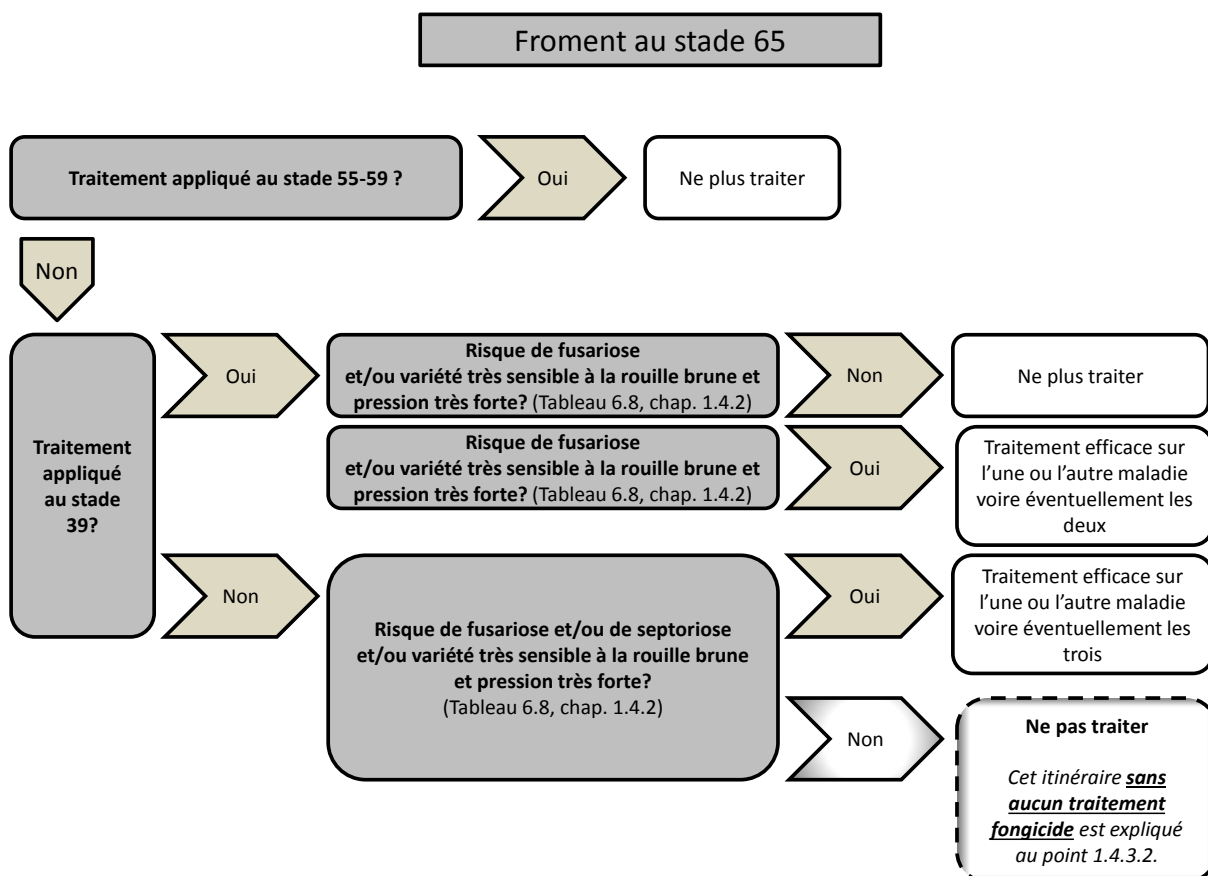 Froment au stade 65
Traitement appliqué au stade 55-59 ?
Oui
Ne plus traiter
Non
Traitement
appliqué
au stade
39?
Oui
Risque de fusariose
et/ou variété très sensible à la rouille brune et
pression très forte? (Tableau 6.8, chap. 1.4.2)
Non
Ne plus traiter
Risque de fusariose
et/ou variété très sensible à la rouille brune et
pression très forte? (Tableau 6.8, chap. 1.4.2)
Oui
Traitement efficace sur
l’une ou l’autre maladie
voire éventuellement les
deux
Non
Risque de fusariose et/ou de septoriose
et/ou variété très sensible à la rouille brune
et pression très forte?
(Tableau 6.8, chap. 1.4.2)
Oui
Traitement efficace sur
l’une ou l’autre maladie
voire éventuellement les
trois
Non
Ne pas traiter
Cet itinéraire sans
aucun traitement
fongicide est expliqué
au point 1.4.3.2.